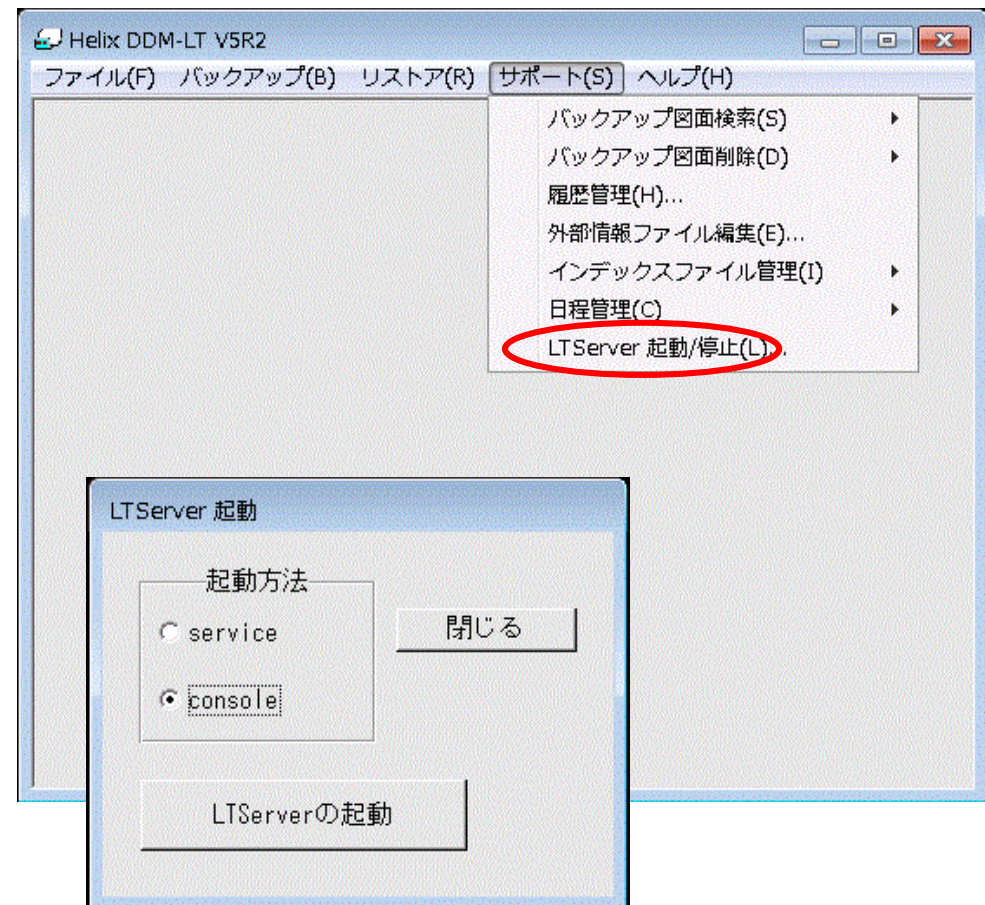 Helix DDM-LT V5R2
ファイル(F) バックアップ(B) リストア(R) サポート(S) ヘルプ(H)
バックアップ図面検索(S)
バックアップ図面削除(D)
履歴管理(H)...
外部情報ファイル編集(E)...
インデックスファイル管理(I)
日程管理(C)
LTServer 起動/停止(L)...
LTServer 起動
起動方法
service
閉じる
console
LTServerの起動